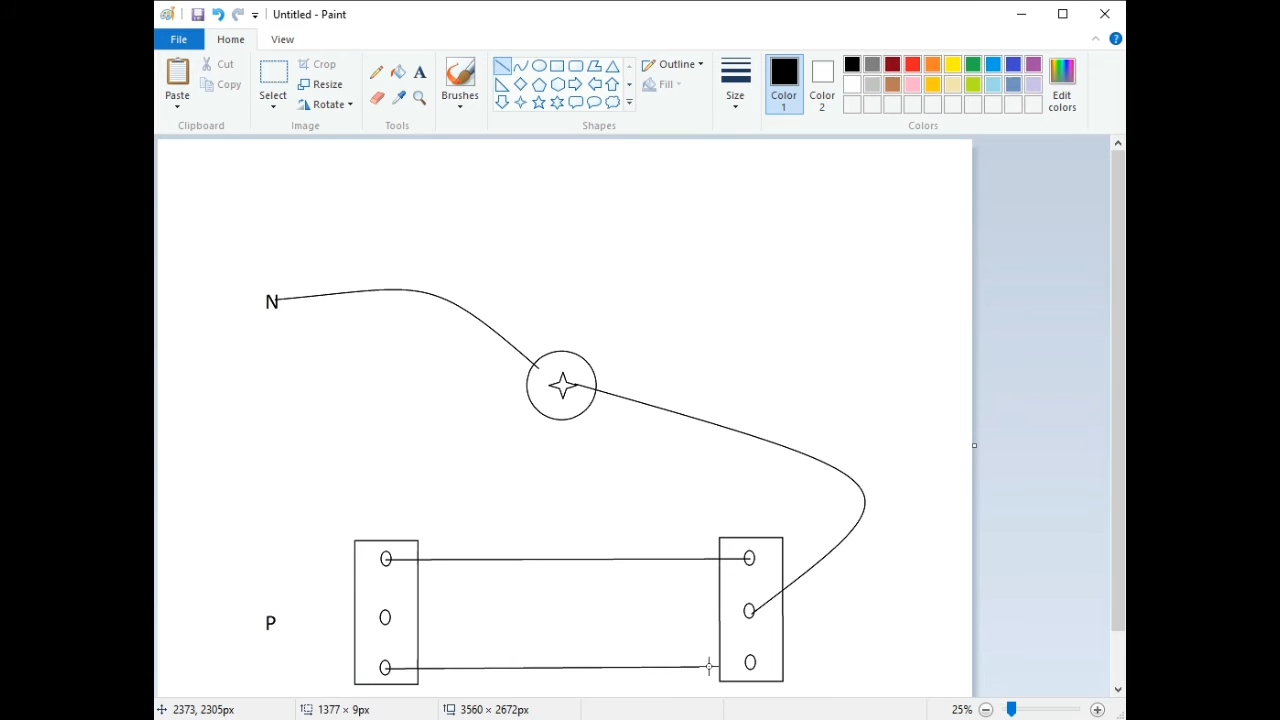 Untitled - Paint
File Home View
Paste
Cut
Copy
Clipboard
Select
Crop
Resize
Rotate
Image
A
Tools
Brushes
Shapes
Outline
Fill
Size
Color 1
Color 2
Edit colors
Colors
N
P
2373, 2305px 1377 × 9px 3560 × 2672px 25%